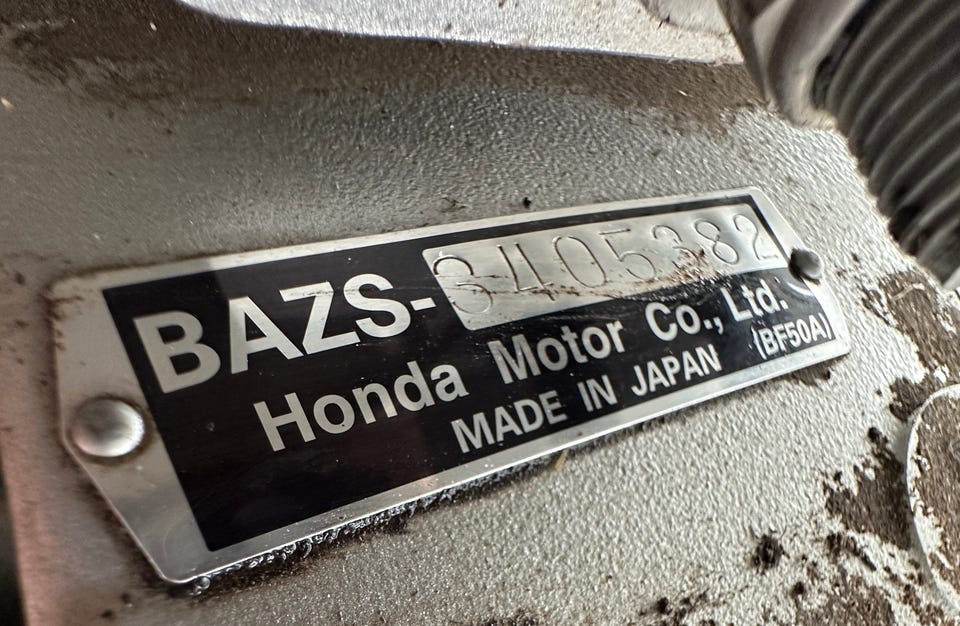 BAZS-3405382
Honda Motor Co., Ltd.
MADE IN JAPAN (BF50A)